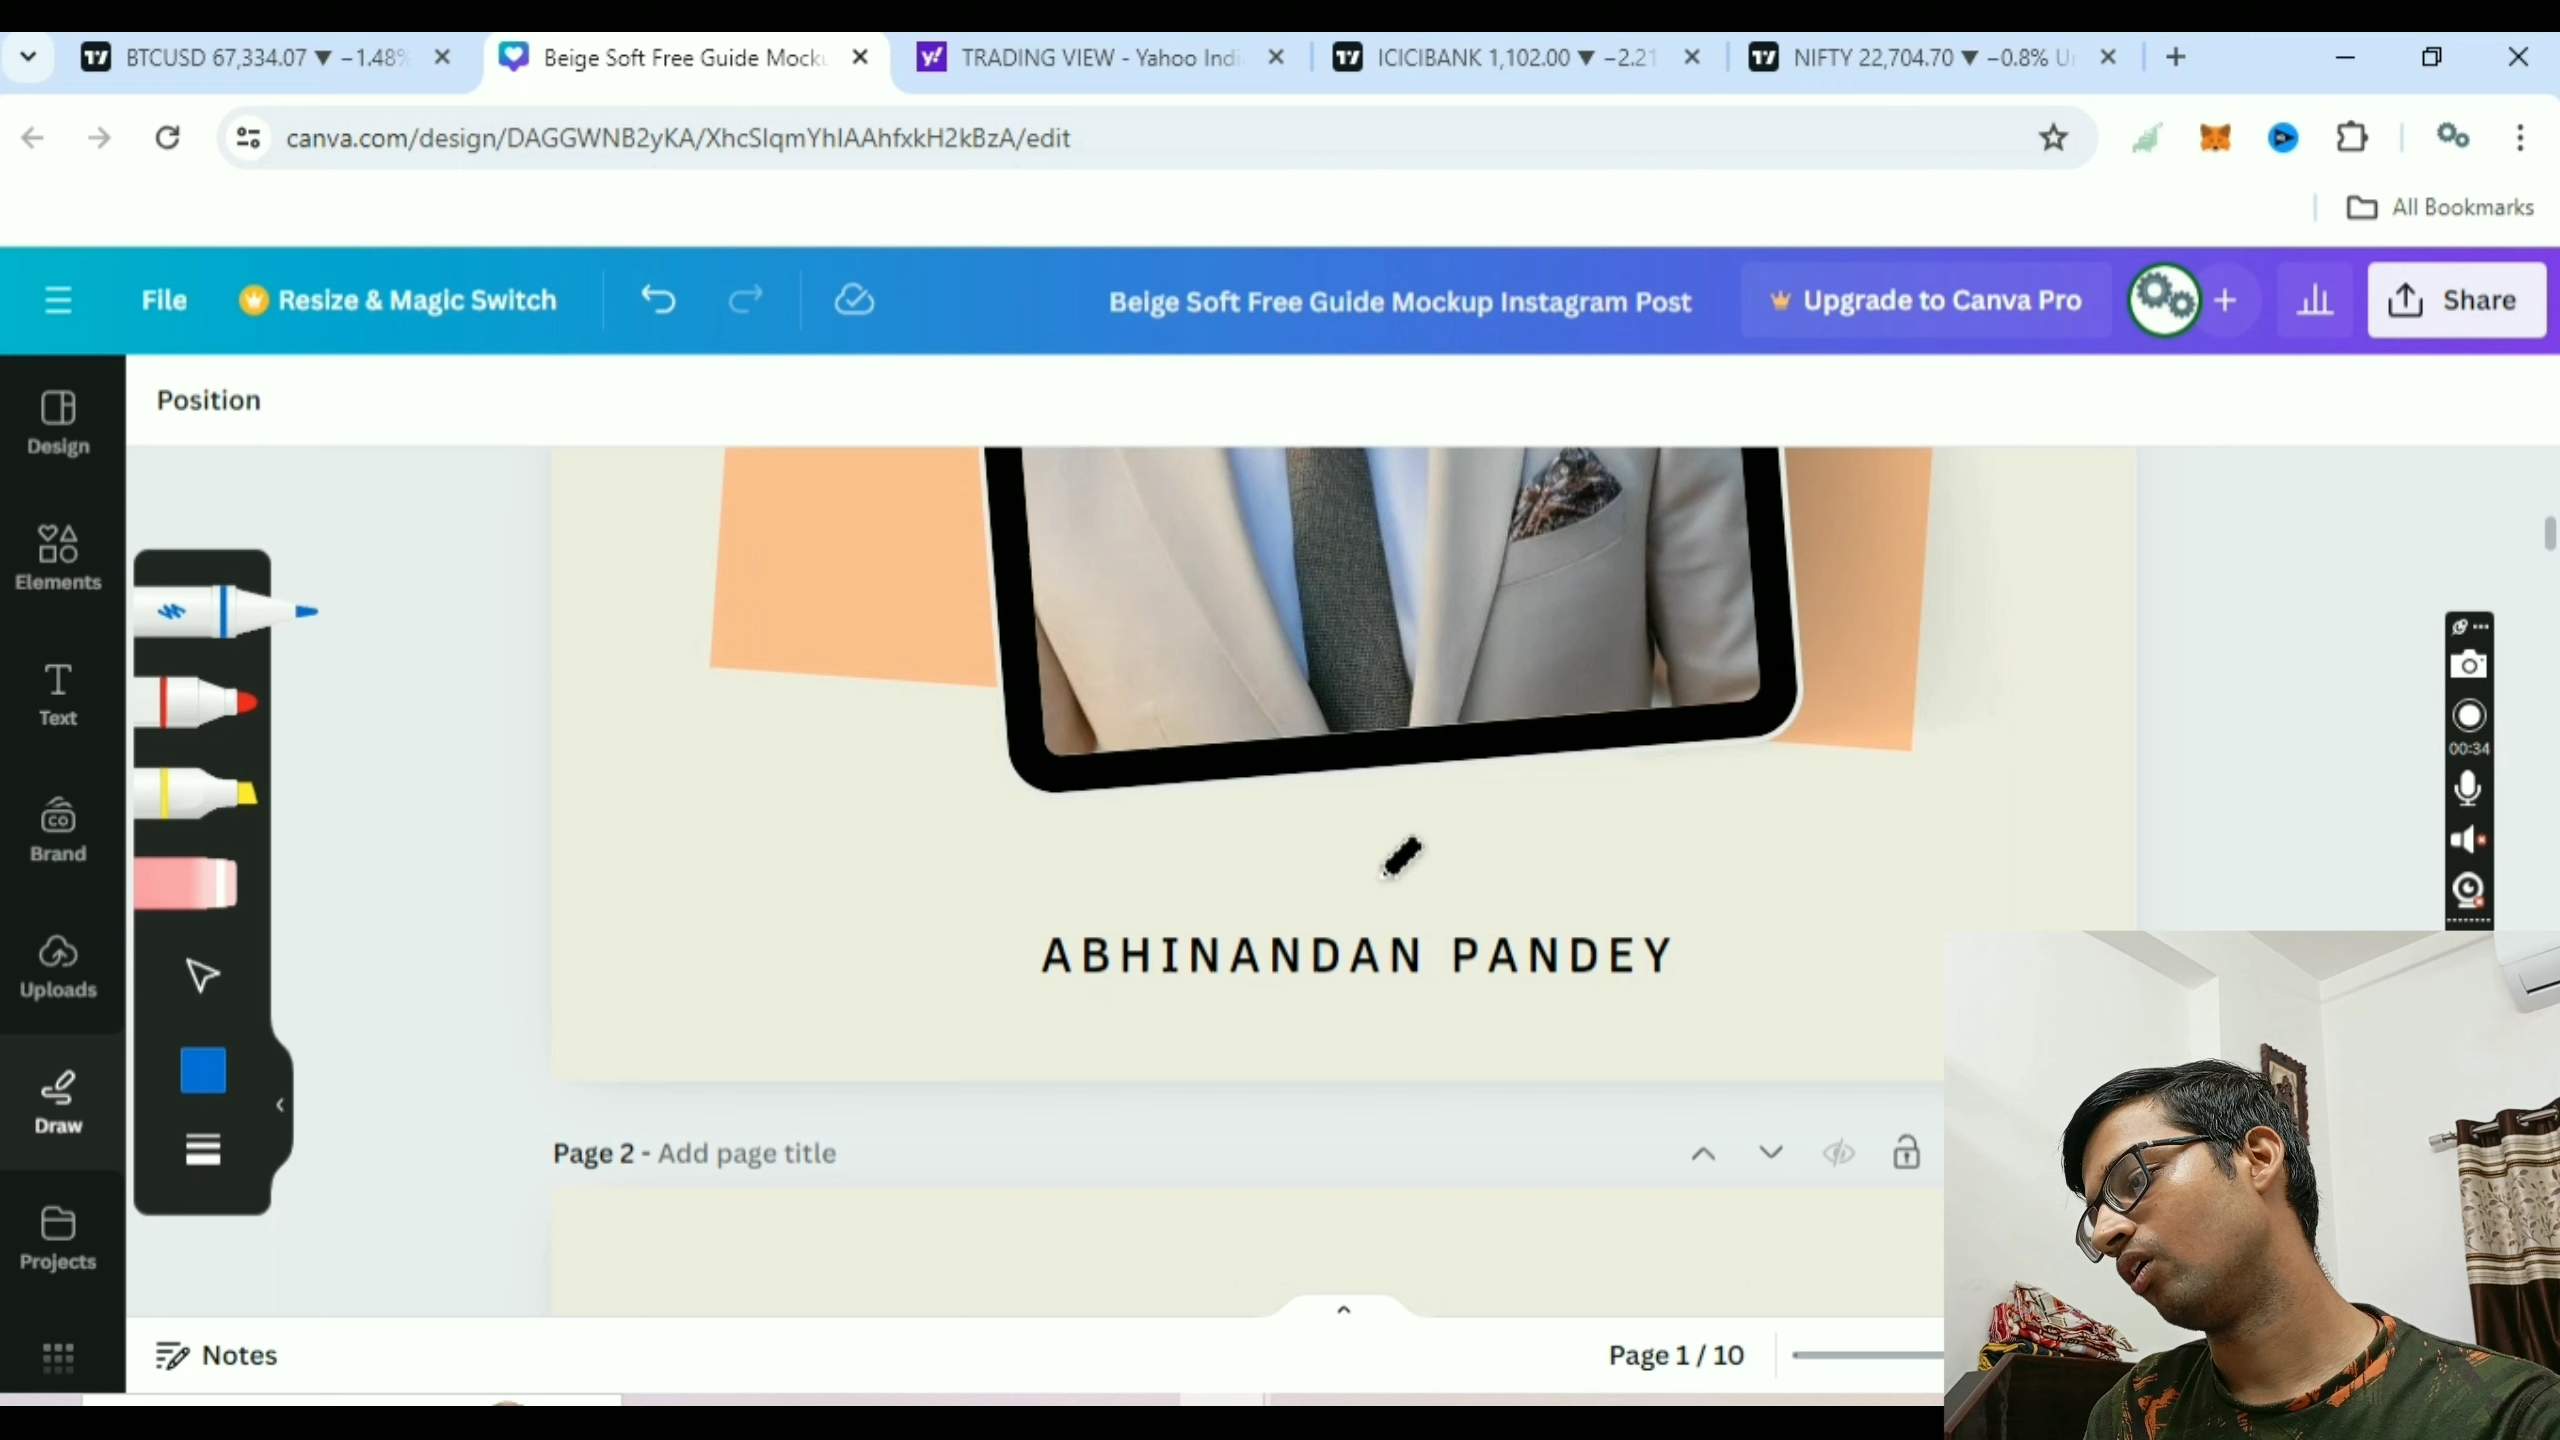 BTCUSD 67,334.07 ▼ −1.48%
Beige Soft Free Guide Mocku
TRADING VIEW - Yahoo Indi
ICICIBANK 1,102.00 ▼ −2.21
NIFTY 22,704.70 ▼ −0.8% U
canva.com/design/DAGGWNB2yKA/XhcSlqmYhIAAhfxkH2kBzA/edit
All Bookmarks
File
Resize & Magic Switch
Beige Soft Free Guide Mockup Instagram Post
Upgrade to Canva Pro
Share
Position
Design
Elements
Text
Brand
Uploads
Draw
Projects
00:34
ABHINANDAN PANDEY
Page 2 - Add page title
Notes
Page 1 / 10